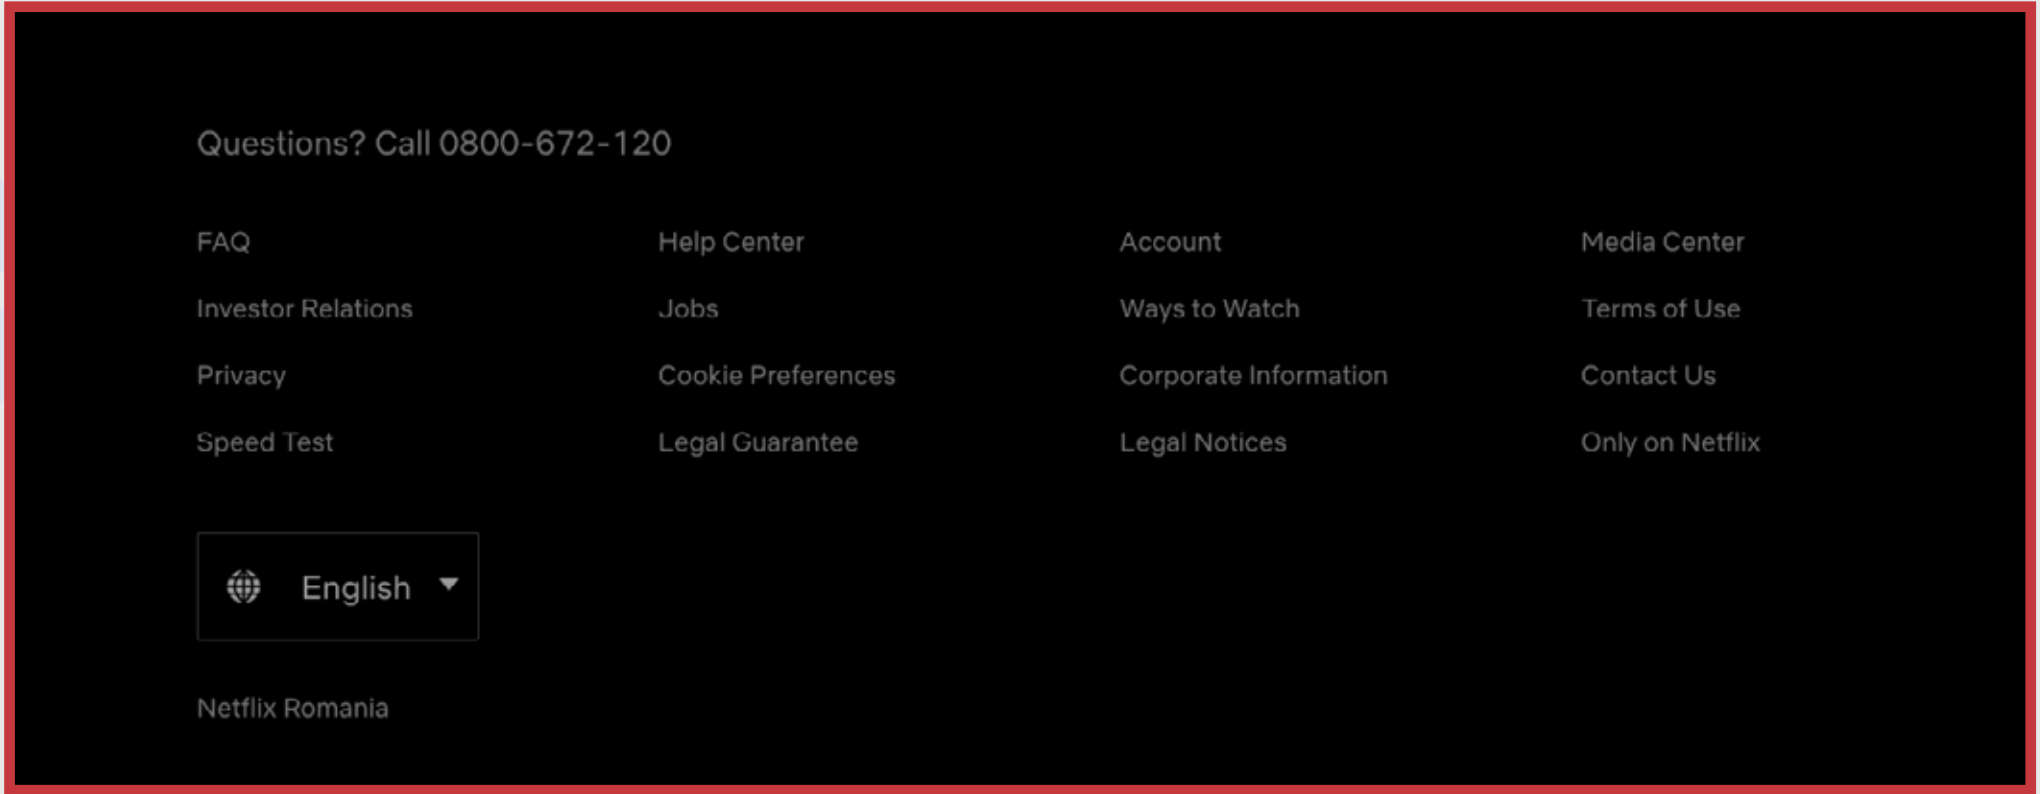 Questions? Call 0800-672-120
FAQ Help Center Account Media Center
Investor Relations Jobs Ways to Watch Terms of Use
Privacy Cookie Preferences Corporate Information Contact Us
Speed Test Legal Guarantee Legal Notices Only on Netflix
English
Netflix Romania